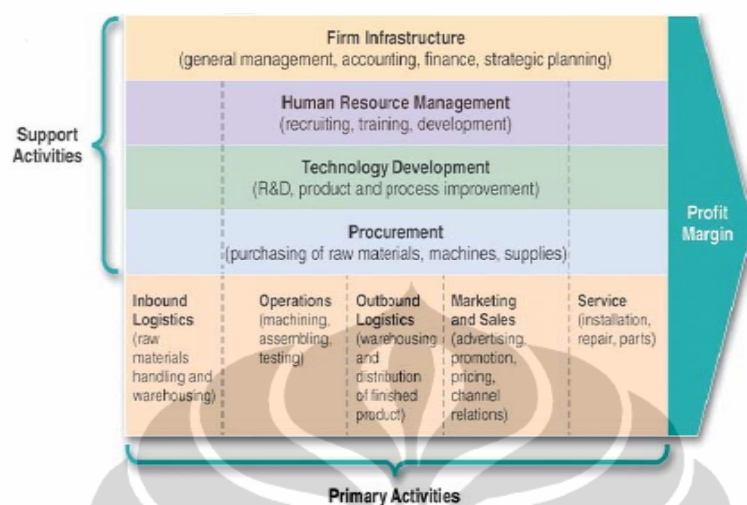 Firm Infrastructure
(general management, accounting, finance, strategic planning)
Human Resource Management
(recruiting, training, development)
Support
Activities
Technology Development
(R&D, product and process improvement)
Profit
Margin
Procurement
(purchasing of raw materials, machines, supplies)
Inbound
Logistics
(raw
materials
handling and
warehousing)
Operations
(machining,
assembling,
testing)
Outbound
Logistics
(warehousing
and
distribution
of finished
product)
Marketing
and Sales
(advertising,
promotion,
pricing,
channel
relations)
Service
(installation,
repair, parts)
Primary Activities